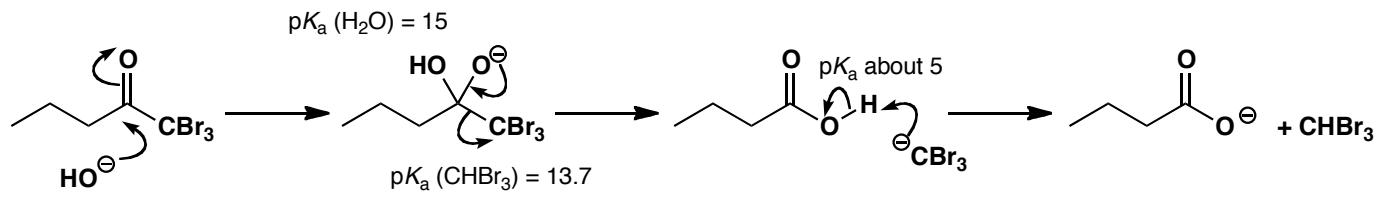 pKa (H2O) = 15
O
CBr3
HO⊖
HO O⊖
CBr3
pKa (CHBr3) = 13.7
O
pKa about 5
O H
⊖CBr3
O
O ⊖
+ CHBr3